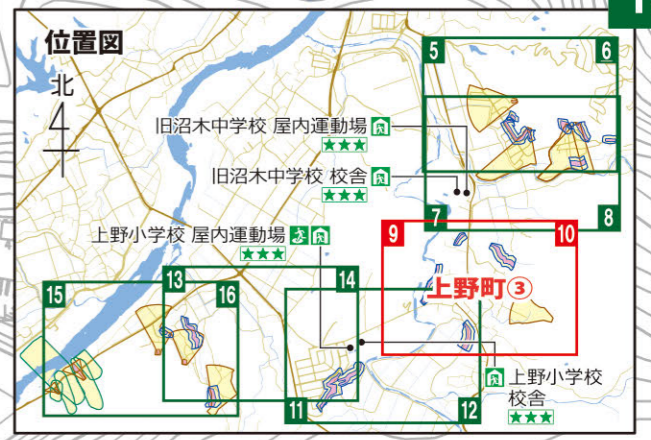 位置図
北
5
6
旧沼木中学校 屋内運動場
★★★
旧沼木中学校 校舎
★★★
7
8
上野小学校 屋内運動場
★★★
9
10
上野町③
13
14
15
16
11
12
上野小学校
校舎
★★★